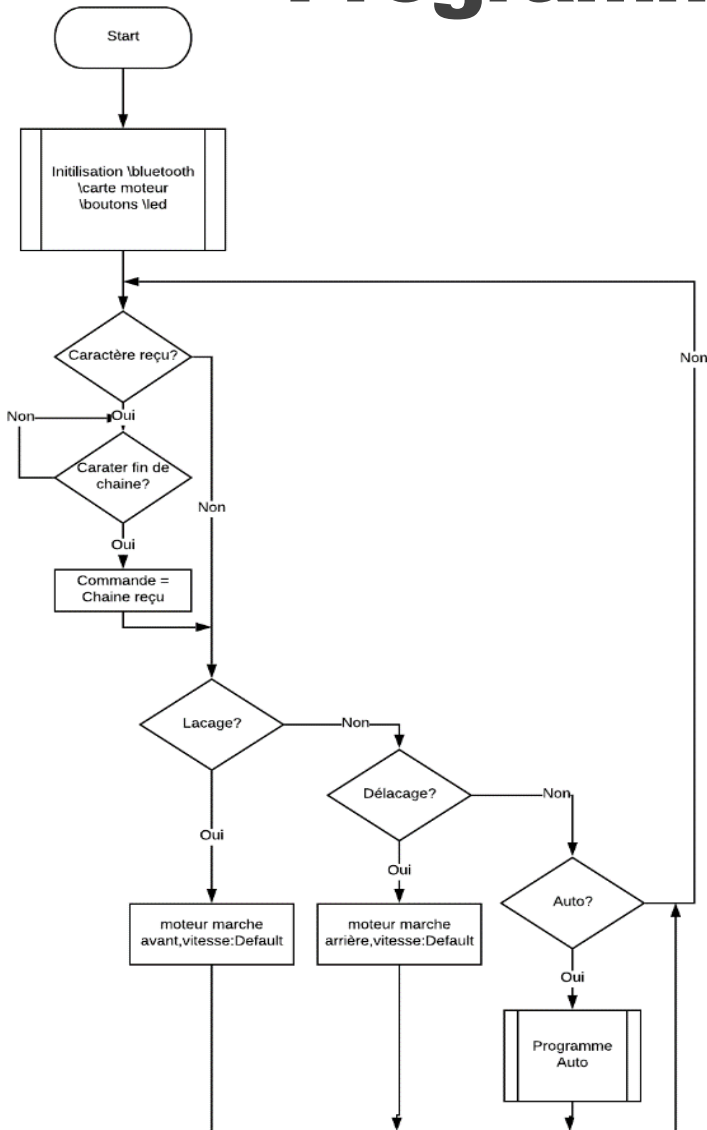 Start
Initilisation \bluetooth
\carte moteur
\boutons \led
Caractère reçu?
Non
Non
Oui
Carater fin de
chaine?
Non
Oui
Commande =
Chaine reçu
Lacage?
Non
Délacage?
Non
Oui
Oui
Auto?
moteur marche
avant,vitesse:Default
moteur marche
arrière,vitesse:Default
Oui
Programme
Auto